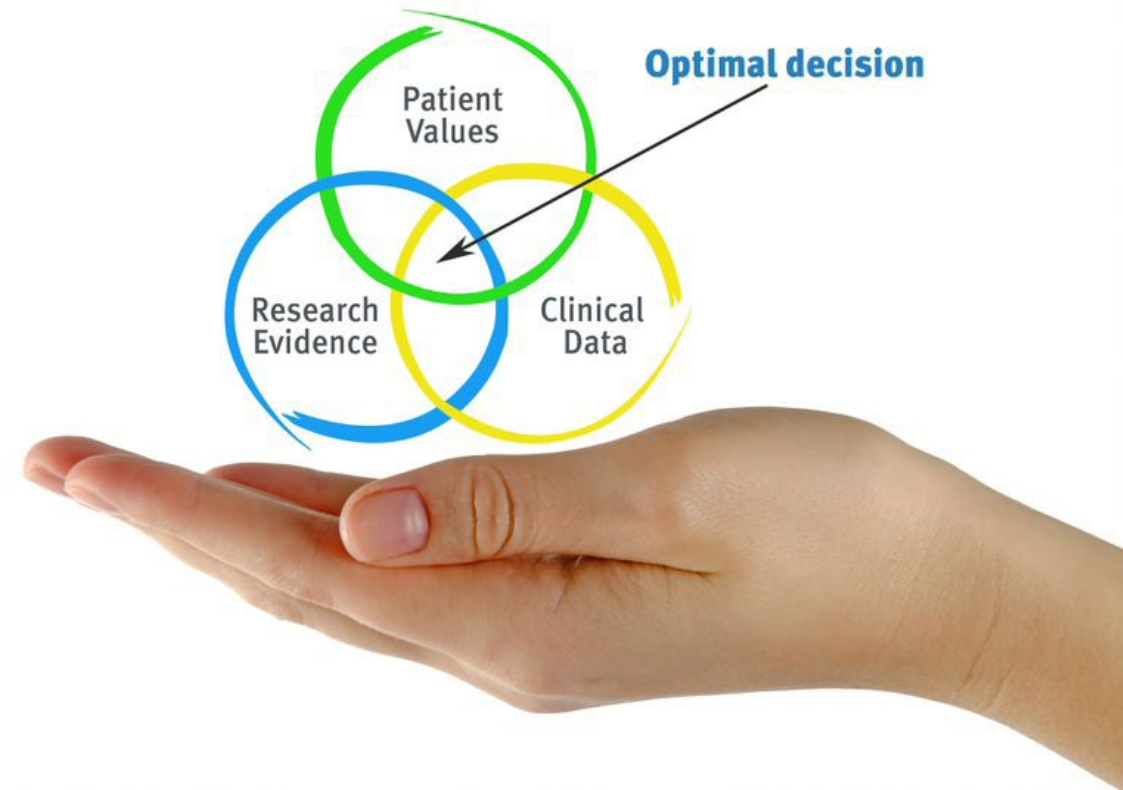 Optimal decision
Patient
Values
Research
Evidence
Clinical
Data